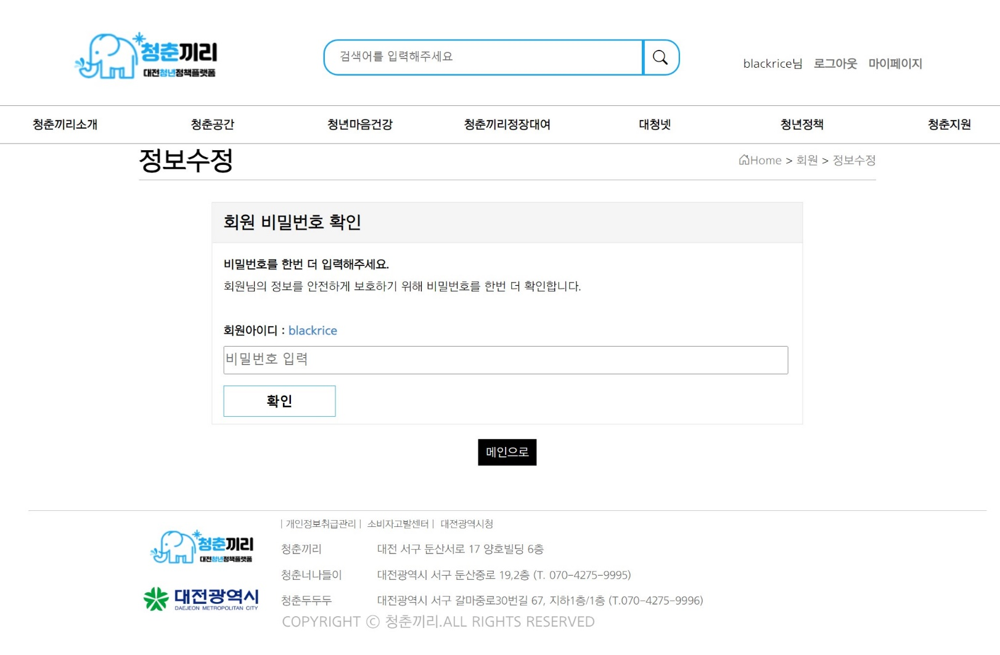 청춘끼리
대전청년정책플랫폼
검색어를 입력해주세요
blackrice님 로그아웃 마이페이지
청춘끼리소개 청춘공간 청년마음건강 청춘끼리정장대여 대청넷 청년정책 청춘지원
정보수정
Home > 회원 > 정보수정
회원 비밀번호 확인
비밀번호를 한번 더 입력해주세요.
회원님의 정보를 안전하게 보호하기 위해 비밀번호를 한번 더 확인합니다.
회원아이디 : blackrice
비밀번호 입력
확인
메인으로
청춘끼리
대전청년정책플랫폼
대전광역시
DAEJEON METROPOLITAN CITY
| 개인정보취급관리 | 소비자고발센터 | 대전광역시청
청춘끼리 대전 서구 둔산서로 17 양호빌딩 6층
청춘너나들이 대전광역시 서구 둔산중로 19,2층 (T. 070-4275-9995)
청춘두두두 대전광역시 서구 갈마중로30번길 67, 지하1층/1층 (T.070-4275-9996)
COPYRIGHT ⓒ 청춘끼리.ALL RIGHTS RESERVED